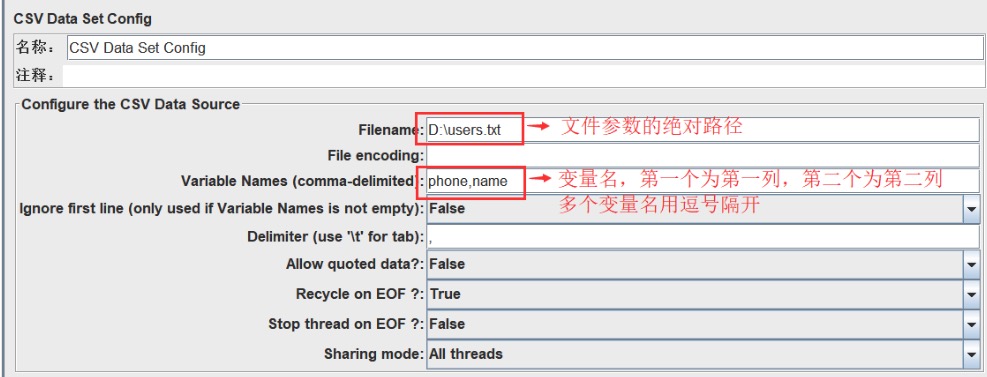 CSV Data Set Config
名称： CSV Data Set Config
注释：
Configure the CSV Data Source
Filename: D:\users.txt 文件参数的绝对路径
File encoding:
Variable Names (comma-delimited): phone,name 变量名，第一个为第一列，第二个为第二列
多个变量名用逗号隔开
Ignore first line (only used if Variable Names is not empty): False
Delimiter (use '\t' for tab): ,
Allow quoted data?: False
Recycle on EOF ?: True
Stop thread on EOF ?: False
Sharing mode: All threads